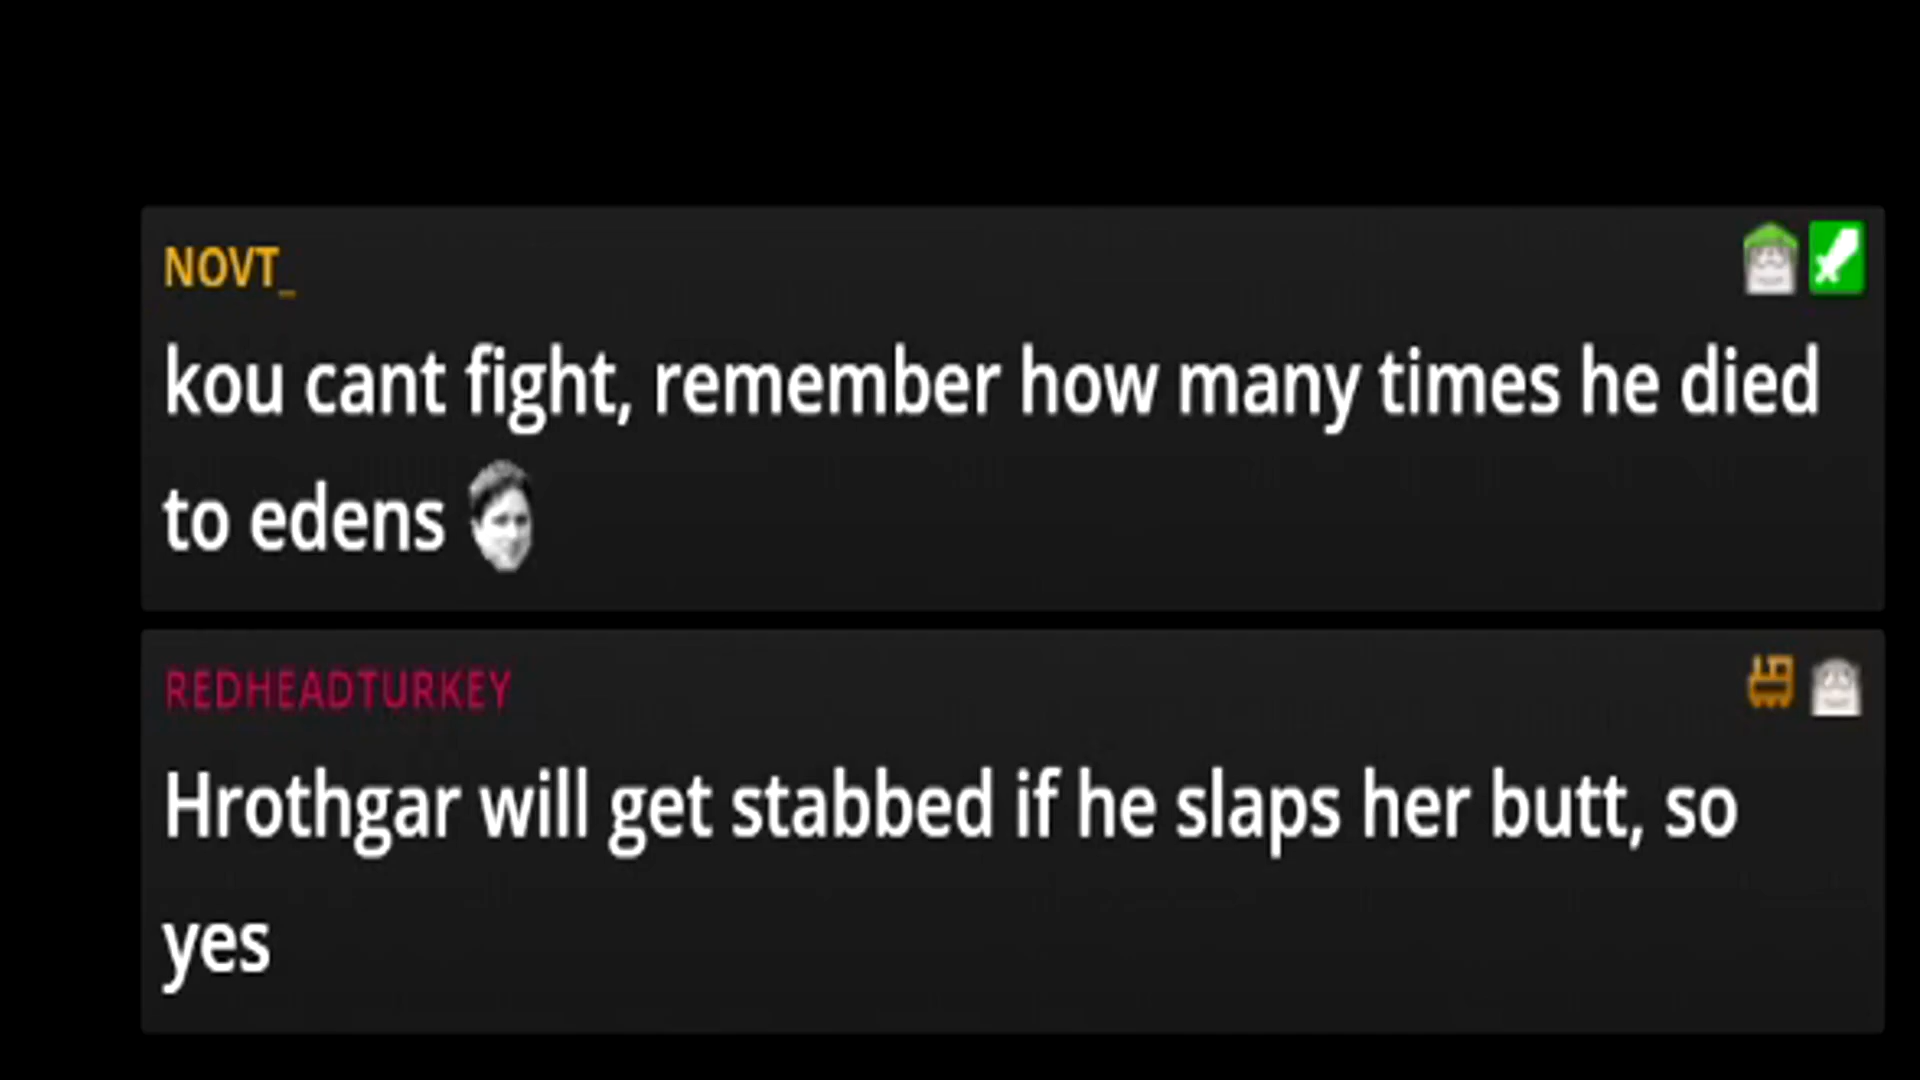 NOVT_
kou cant fight, remember how many times he died
to edens
REDHEADTURKEY
Hrothgar will get stabbed if he slaps her butt, so
yes